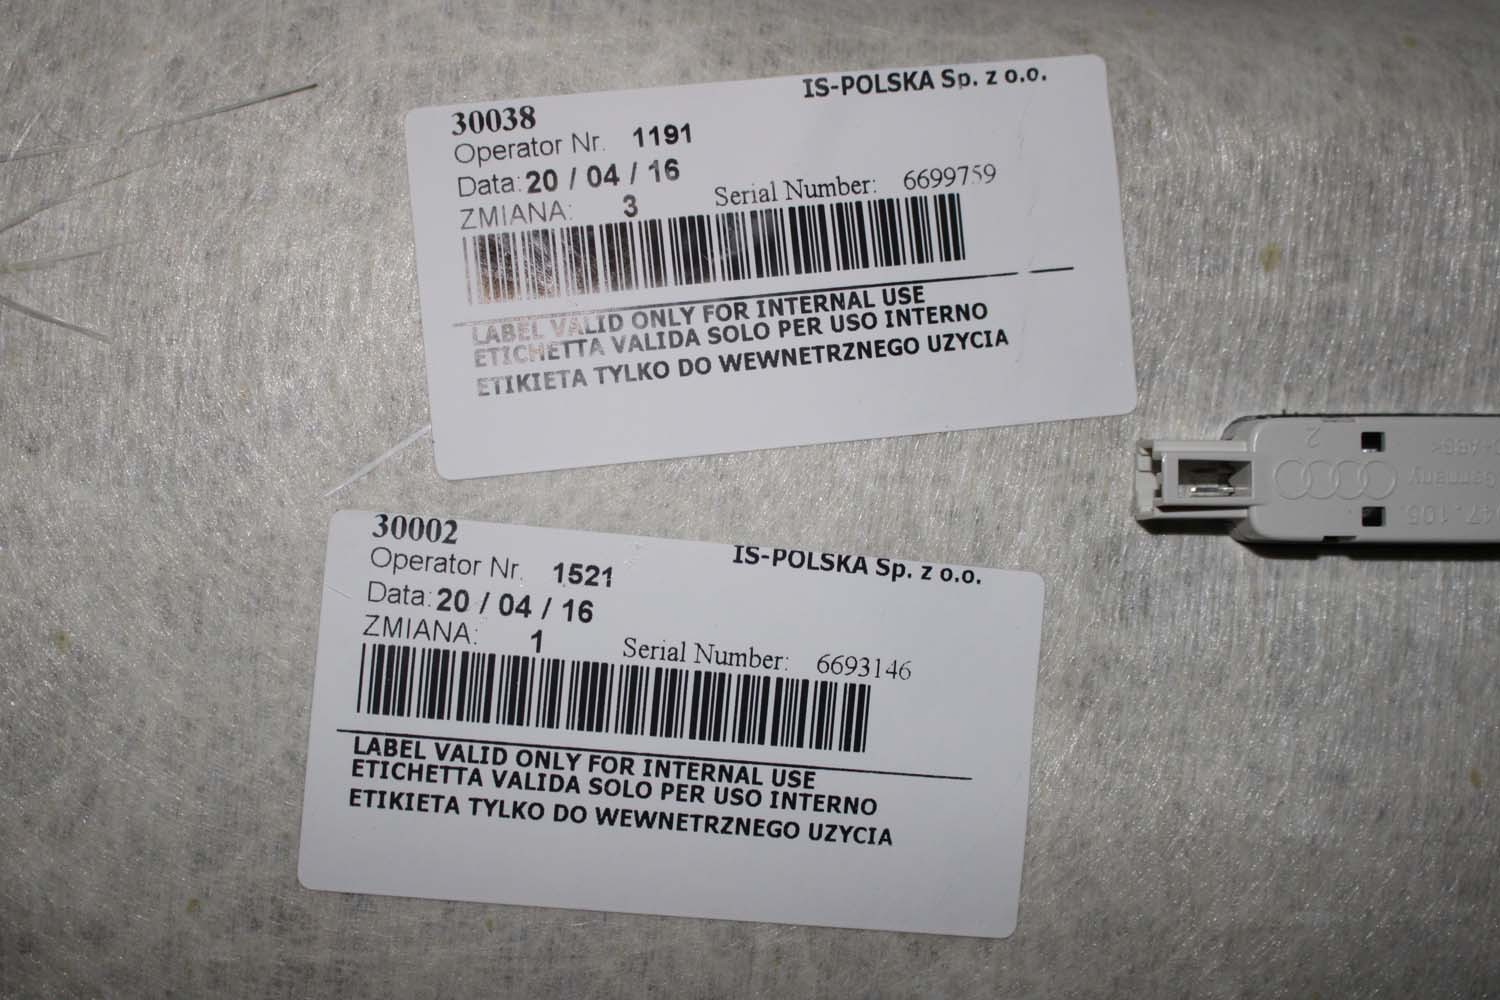 30038
IS-POLSKA Sp. z o.o.
Operator Nr. 1191
Data: 20 / 04 / 16
ZMIANA: 3
Serial Number: 6699759
LABEL VALID ONLY FOR INTERNAL USE
ETICHETTA VALIDA SOLO PER USO INTERNO
ETIKIETA TYLKO DO WEWNETRZNEGO UZYCIA
2
Germany
30002
IS-POLSKA Sp. z o.o.
Operator Nr. 1521
Data: 20 / 04 / 16
ZMIANA: 1
Serial Number: 6693146
LABEL VALID ONLY FOR INTERNAL USE
ETICHETTA VALIDA SOLO PER USO INTERNO
ETIKIETA TYLKO DO WEWNETRZNEGO UZYCIA